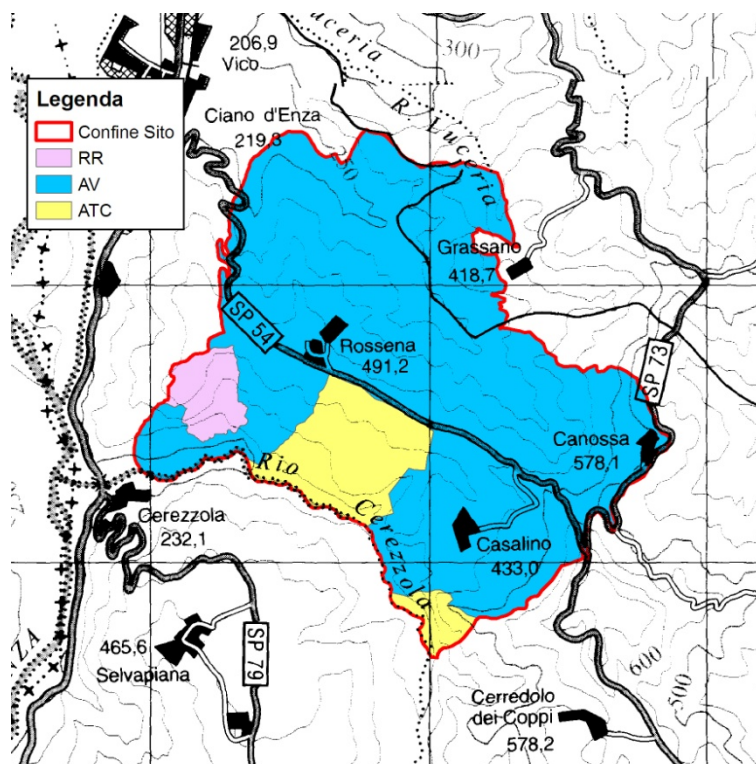 206,9
Vico
Luceria
300
Legenda
Confine Sito
RR
AV
ATC
Ciano d'Enza
219,3
R. Luceria
Grassano
418,7
SP 54
Rossena
491,2
SP 73
Canossa
578,1
Rio Cerezzola
Cerezzola
232,1
Casalino
433,0
465,6
Selvapiana
SP 79
600
500
Cerredolo
dei Coppi
578,2